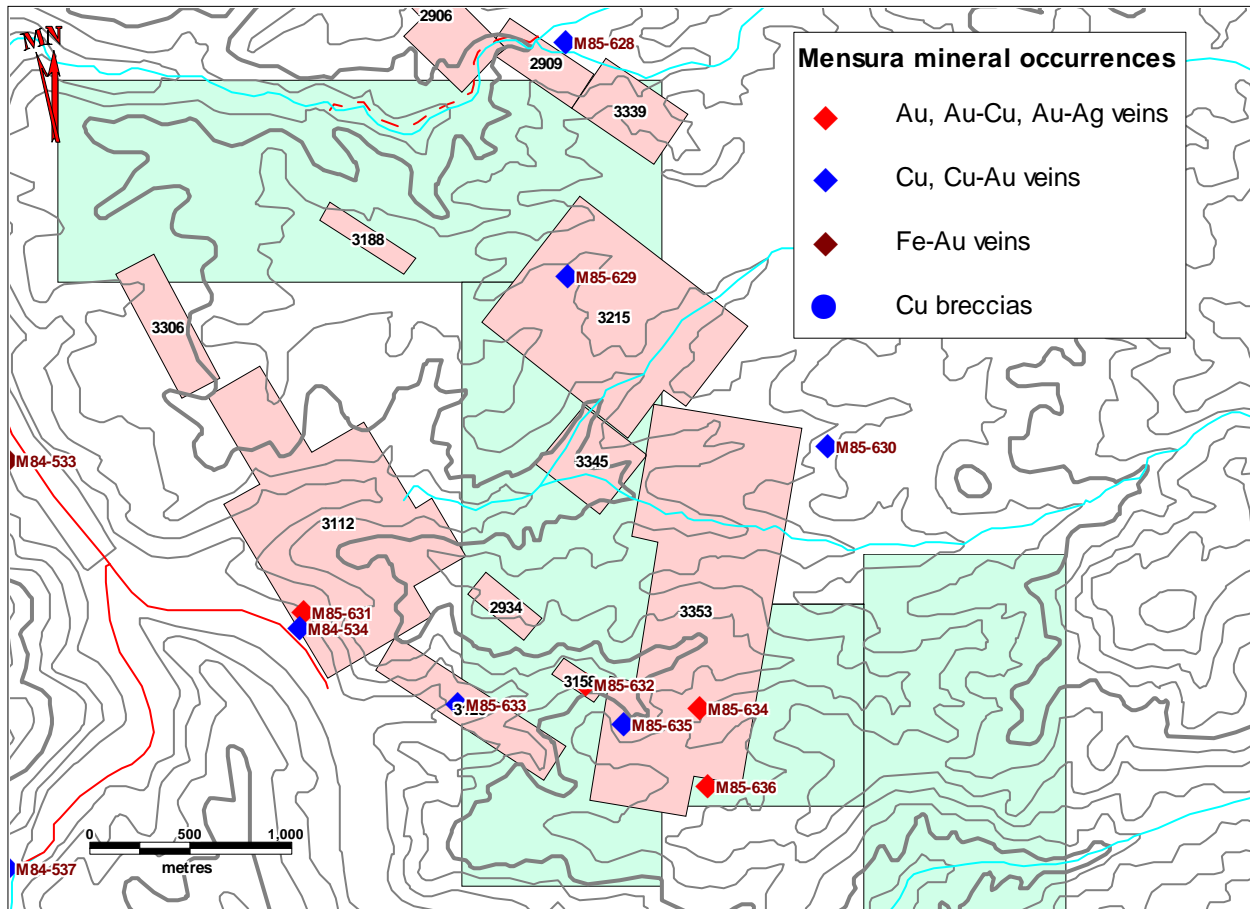 2906
MN
M85-628
2909
3339
Mensura mineral occurrences
Au, Au-Cu, Au-Ag veins
Cu, Cu-Au veins
Fe-Au veins
Cu breccias
3188
M85-629
3215
3306
M84-533
M85-630
3345
3112
M85-631
M84-534
2934
3353
3158
M85-632
M85-633
M85-634
M85-635
M85-636
0 500 1,000
metres
M84-537